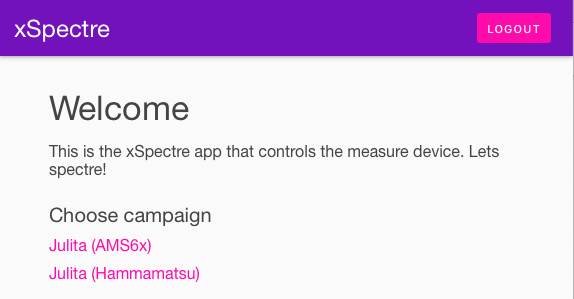 xSpectre
LOGOUT
Welcome
This is the xSpectre app that controls the measure device. Lets
spectre!
Choose campaign
Julita (AMS6x)
Julita (Hammamatsu)